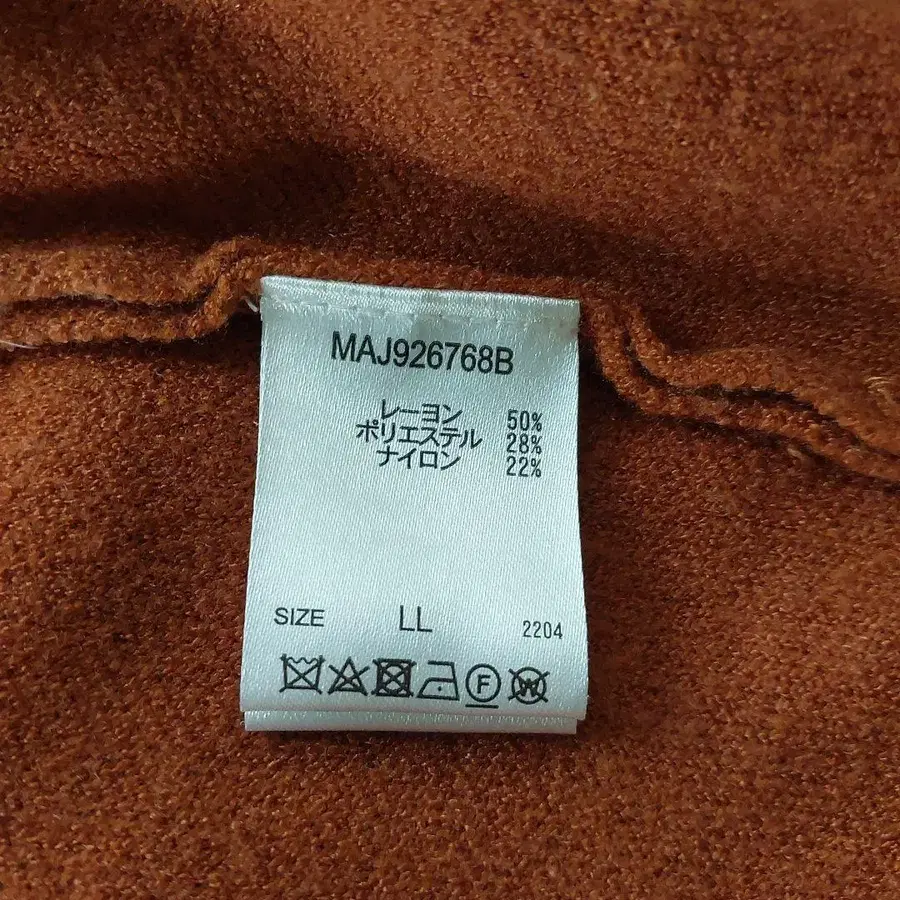 MAJ926768B
レーヨン 50%
ポリエステル 28%
ナイロン 22%
SIZE LL 2204
F W